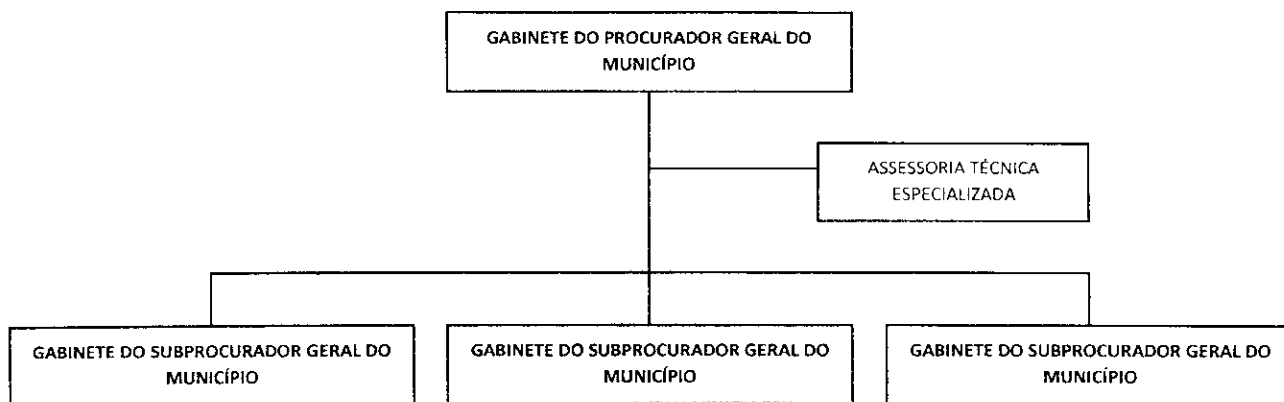 GABINETE DO PROCURADOR GERAL DO
MUNICÍPIO
ASSESSORIA TÉCNICA
ESPECIALIZADA
GABINETE DO SUBPROCURADOR GERAL DO
MUNICÍPIO
GABINETE DO SUBPROCURADOR GERAL DO
MUNICÍPIO
GABINETE DO SUBPROCURADOR GERAL DO
MUNICÍPIO